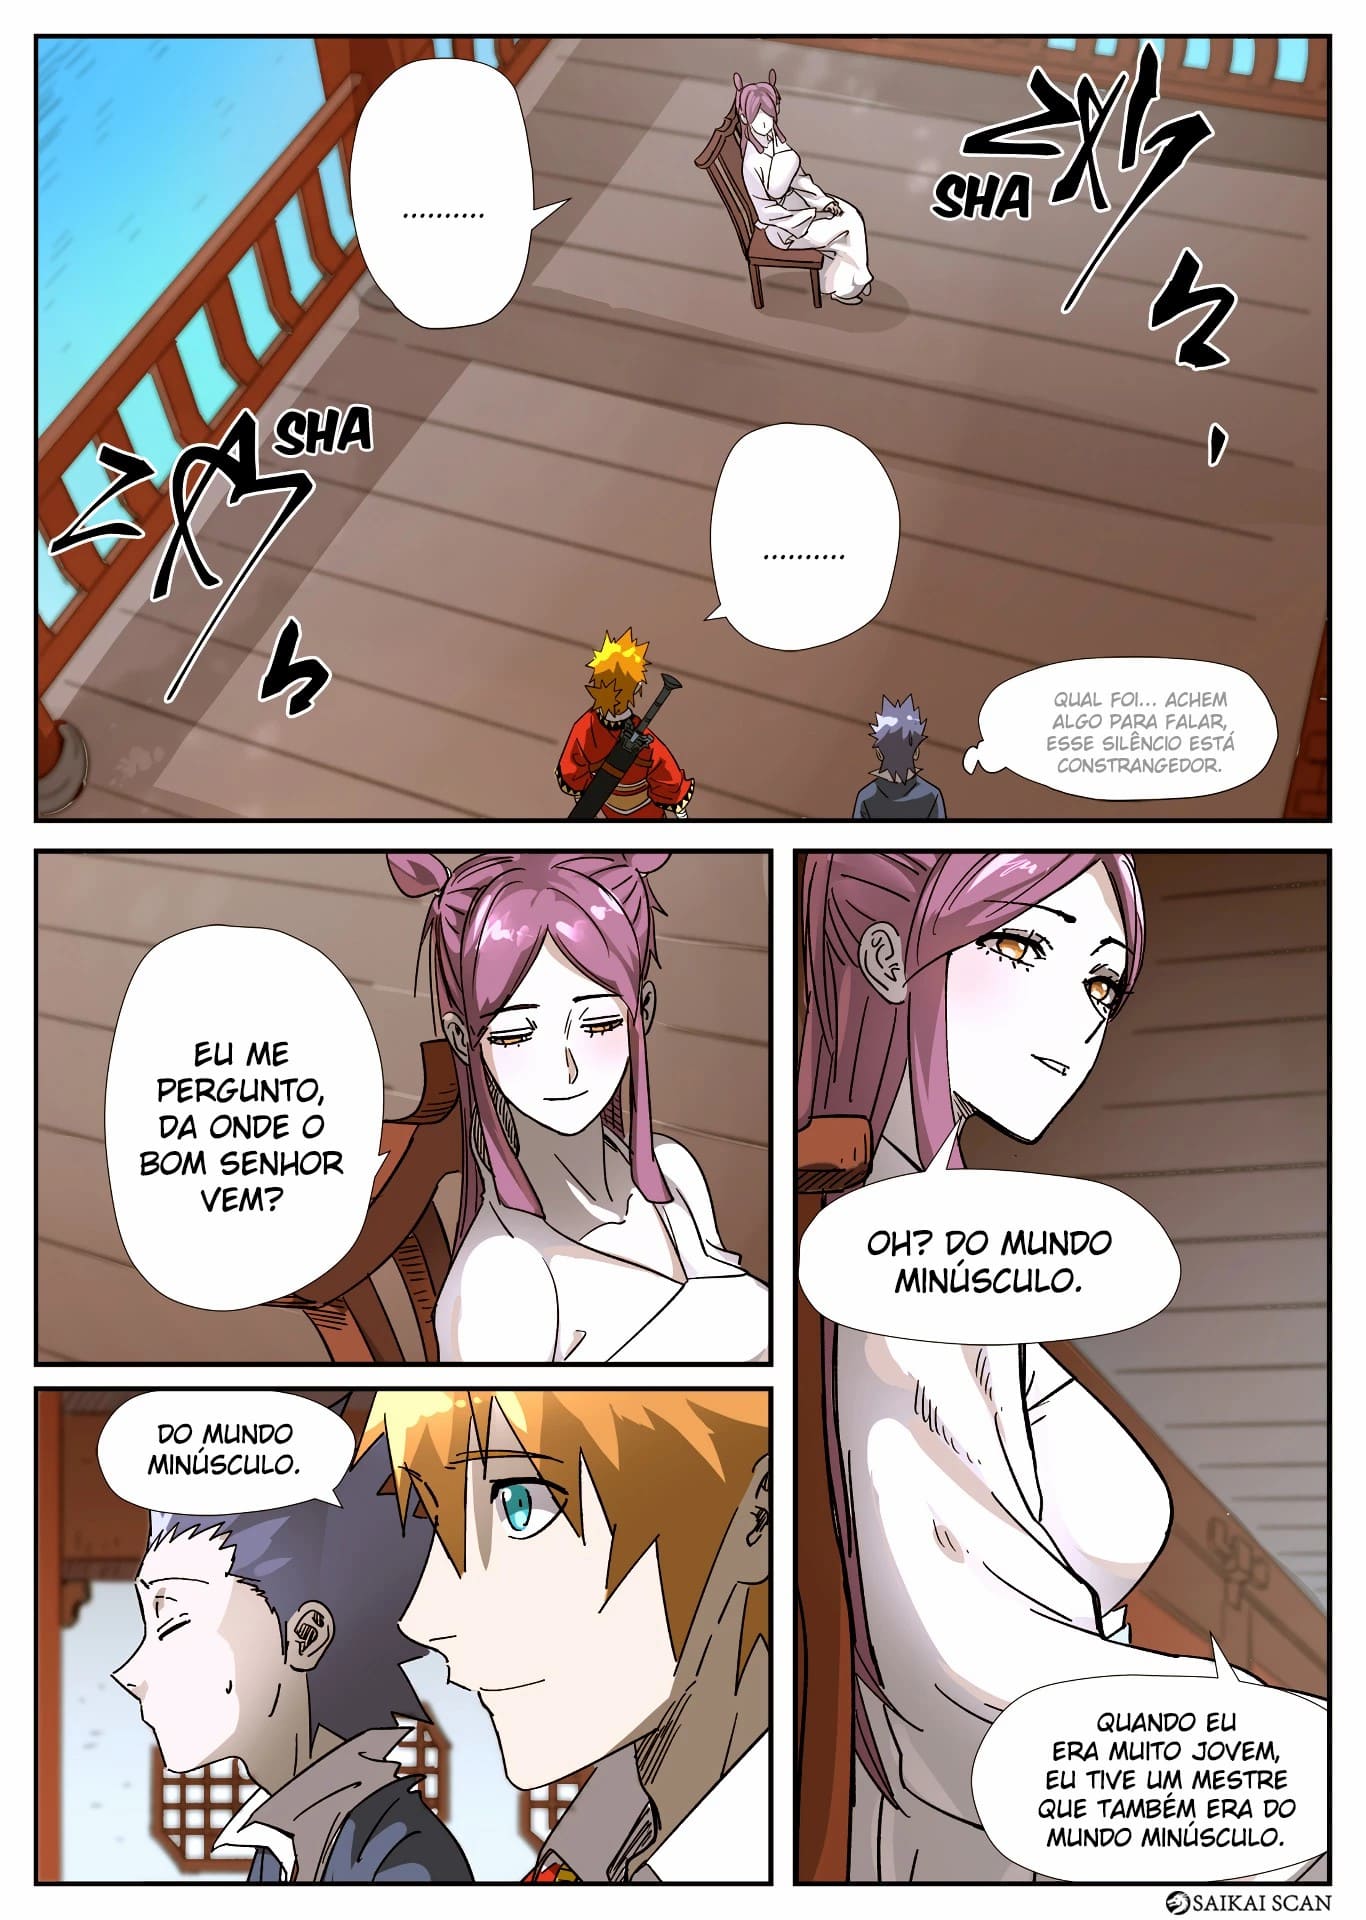 ..........
SHA
SHA
..........
QUAL FOI... ACHEM
ALGO PARA FALAR,
ESSE SILÊNCIO ESTÁ
CONSTRANGEDOR.
EU ME
PERGUNTO,
DA ONDE O
BOM SENHOR
VEM?
DO MUNDO
MINÚSCULO.
OH? DO MUNDO
MINÚSCULO.
QUANDO EU
ERA MUITO JOVEM,
EU TIVE UM MESTRE
QUE TAMBÉM ERA DO
MUNDO MINÚSCULO.
SAIKAI SCAN